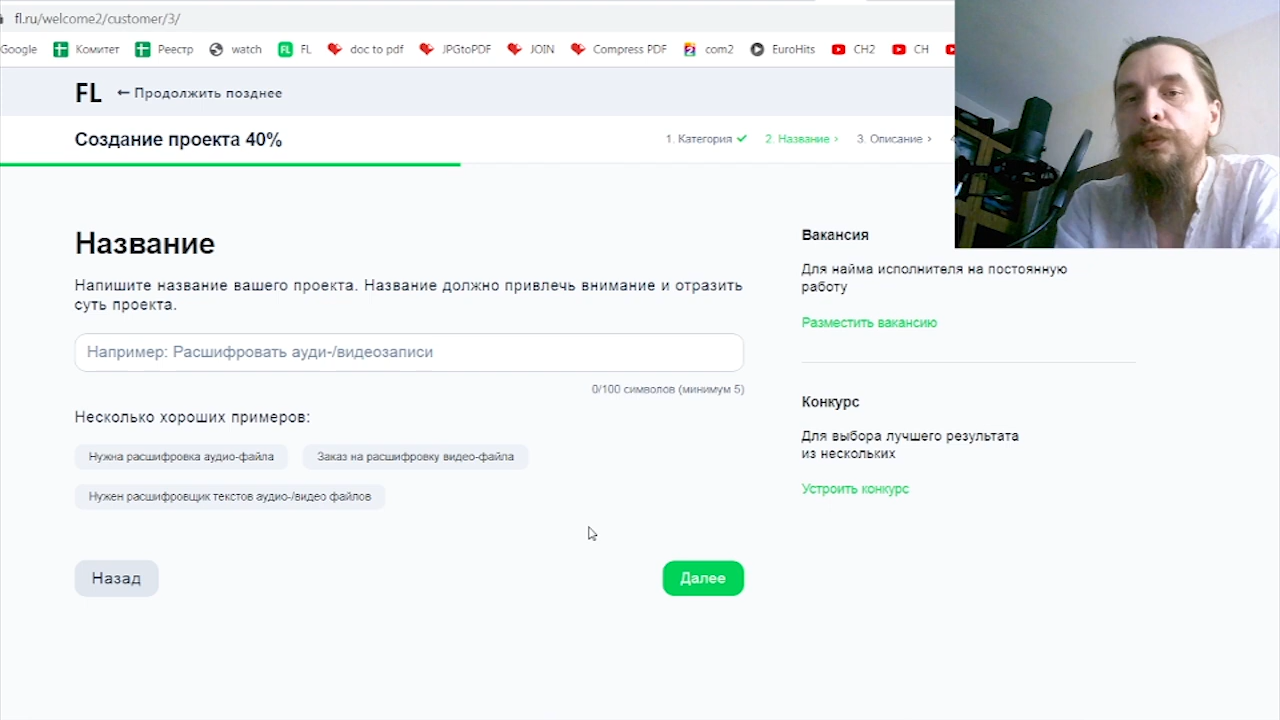 fl.ru/welcome2/customer/3/
Google Комитет Реестр watch FL FL doc to pdf JPGtoPDF JOIN Compress PDF com2 EuroHits CH2 CH
FL ← Продолжить позднее
Создание проекта 40%
1. Категория 2. Название › 3. Описание ›
Название
Напишите название вашего проекта. Название должно привлечь внимание и отразить
суть проекта.
Например: Расшифровать ауди-/видеозаписи
0/100 символов (минимум 5)
Несколько хороших примеров:
Нужна расшифровка аудио-файла Заказ на расшифровку видео-файла
Нужен расшифровщик текстов аудио-/видео файлов
Назад Далее
Вакансия
Для найма исполнителя на постоянную
работу
Разместить вакансию
Конкурс
Для выбора лучшего результата
из нескольких
Устроить конкурс